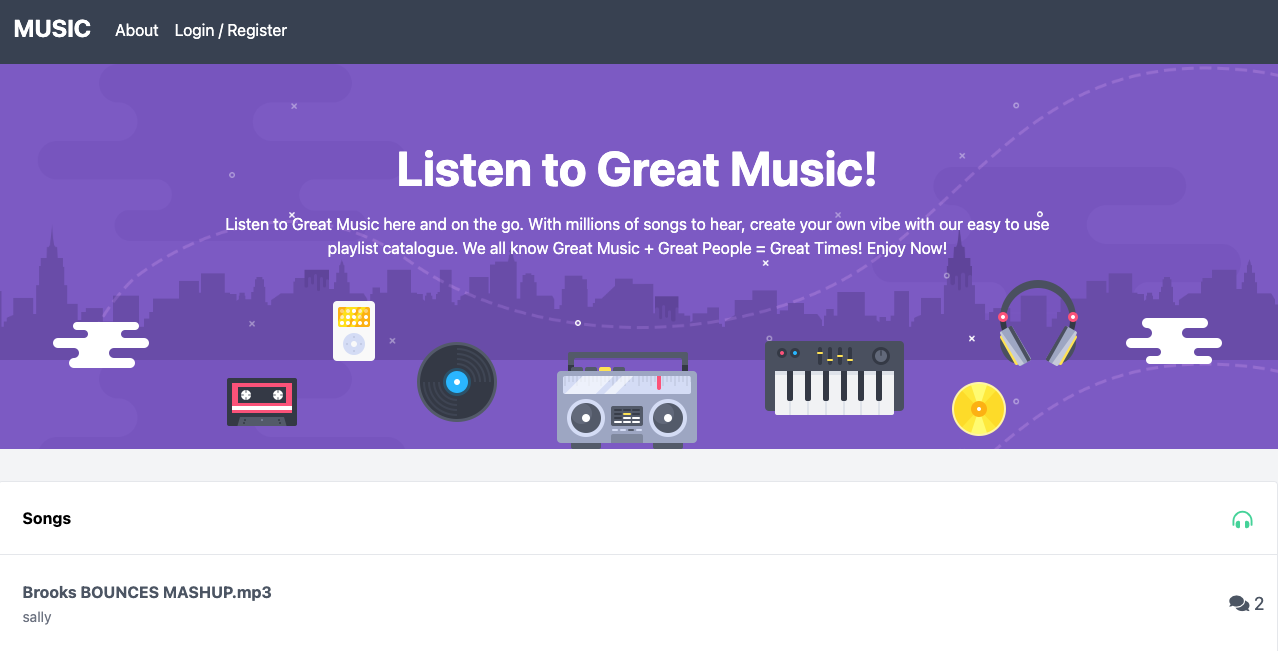 MUSIC About Login / Register
Listen to Great Music!
Listen to Great Music here and on the go. With millions of songs to hear, create your own vibe with our easy to use
playlist catalogue. We all know Great Music + Great People = Great Times! Enjoy Now!
Songs
Brooks BOUNCES MASHUP.mp3
sally
2